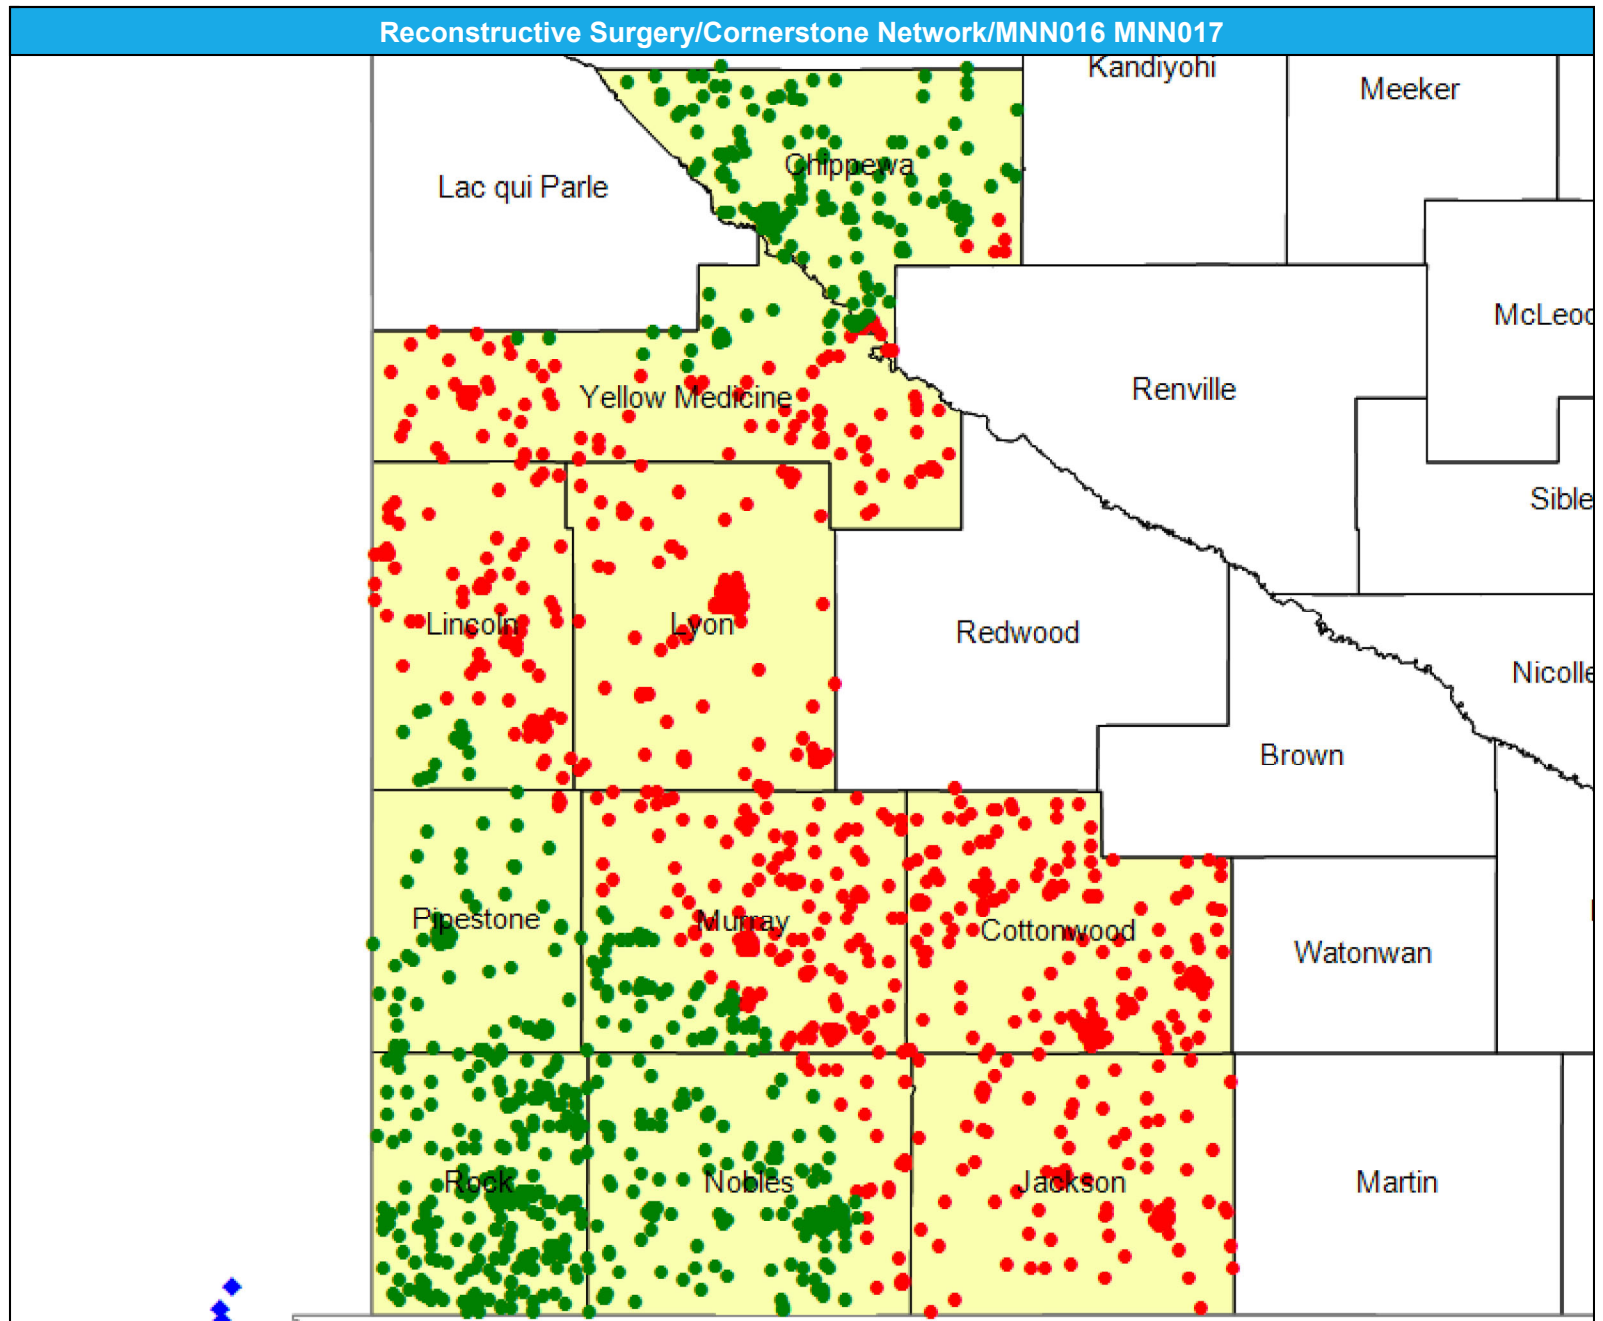 Reconstructive Surgery/Cornerstone Network/MNN016 MNN017
Kandiyohi
Meeker
Chippewa
Lac qui Parle
McLeod
Renville
Yellow Medicine
Sible
Lincoln
Lyon
Redwood
Nicolle
Brown
Pipestone
Murray
Cottonwood
Watonwan
Rock
Nobles
Jackson
Martin